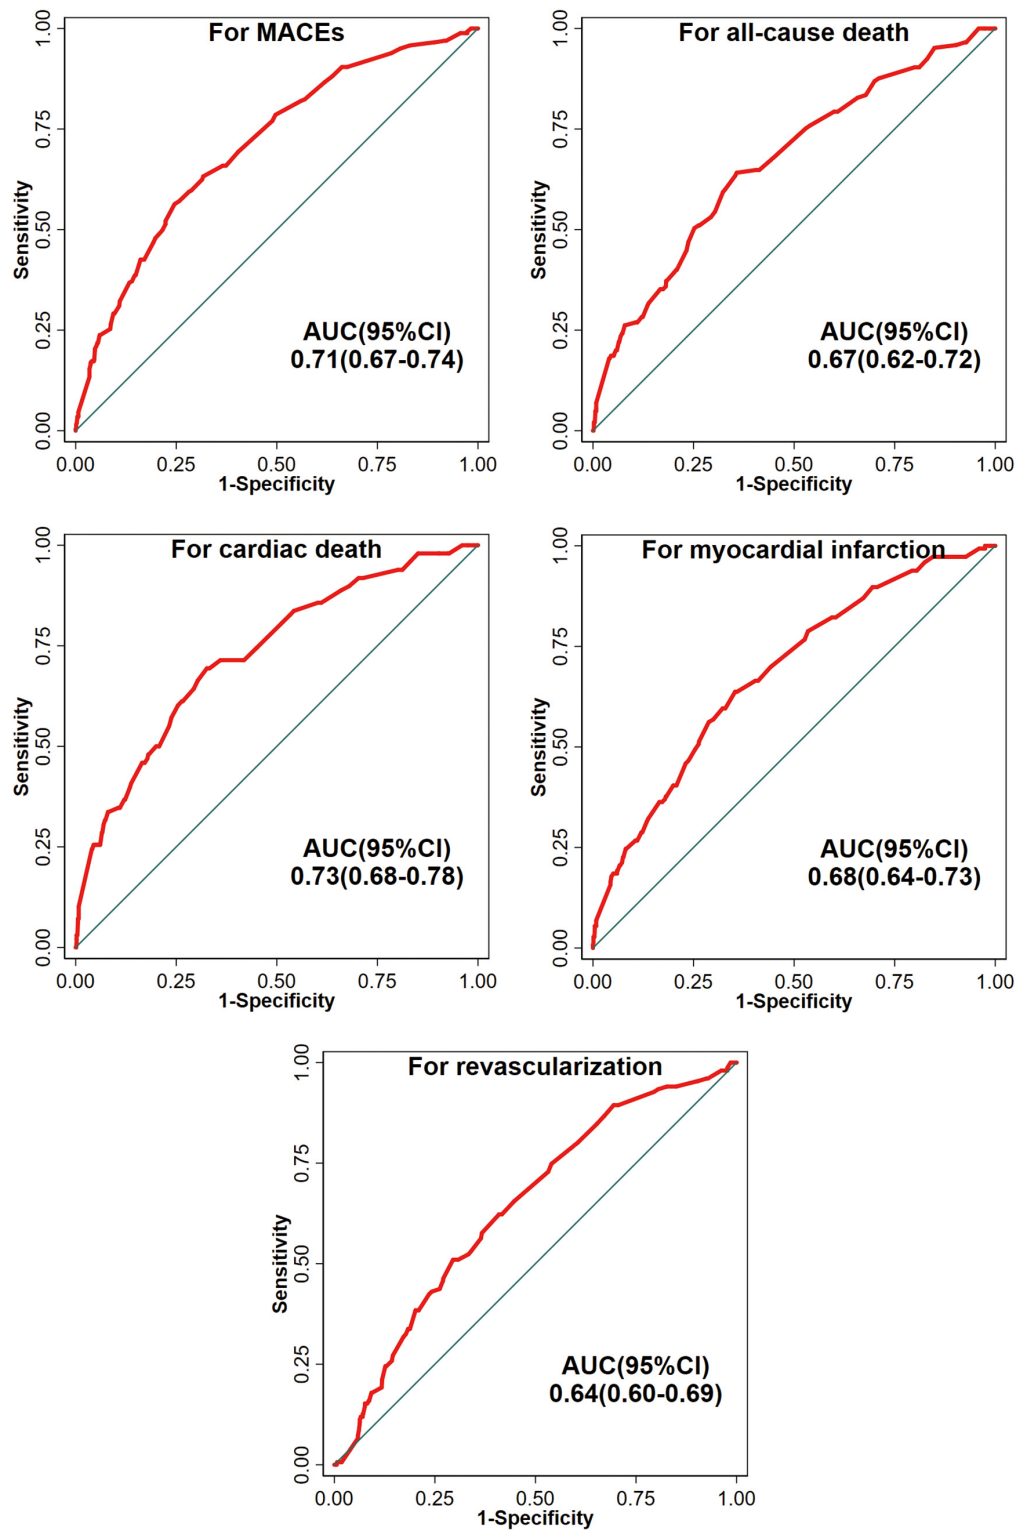 For MACEs
1.00
0.75
0.50
0.25
0.00
Sensitivity
AUC(95%CI)
0.71(0.67-0.74)
0.00 0.25 0.50 0.75 1.00
1-Specificity
For all-cause death
1.00
0.75
0.50
0.25
0.00
Sensitivity
AUC(95%CI)
0.67(0.62-0.72)
0.00 0.25 0.50 0.75 1.00
1-Specificity
For cardiac death
1.00
0.75
0.50
0.25
0.00
Sensitivity
AUC(95%CI)
0.73(0.68-0.78)
0.00 0.25 0.50 0.75 1.00
1-Specificity
For myocardial infarction
1.00
0.75
0.50
0.25
0.00
Sensitivity
AUC(95%CI)
0.68(0.64-0.73)
0.00 0.25 0.50 0.75 1.00
1-Specificity
For revascularization
1.00
0.75
0.50
0.25
0.00
Sensitivity
AUC(95%CI)
0.64(0.60-0.69)
0.00 0.25 0.50 0.75 1.00
1-Specificity